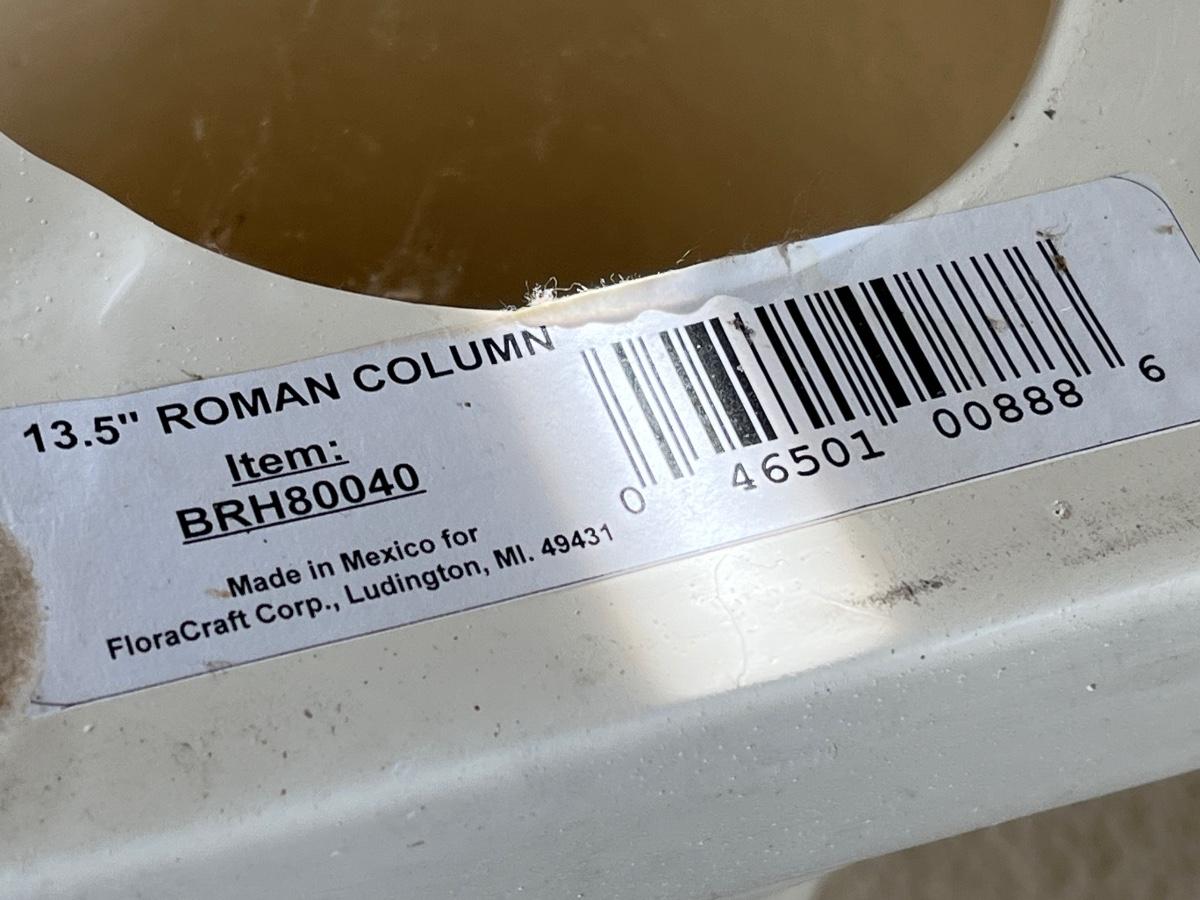 13.5" ROMAN COLUMN
Item:
BRH80040
Made in Mexico for
FloraCraft Corp., Ludington, MI. 49431
0 46501 00888 6